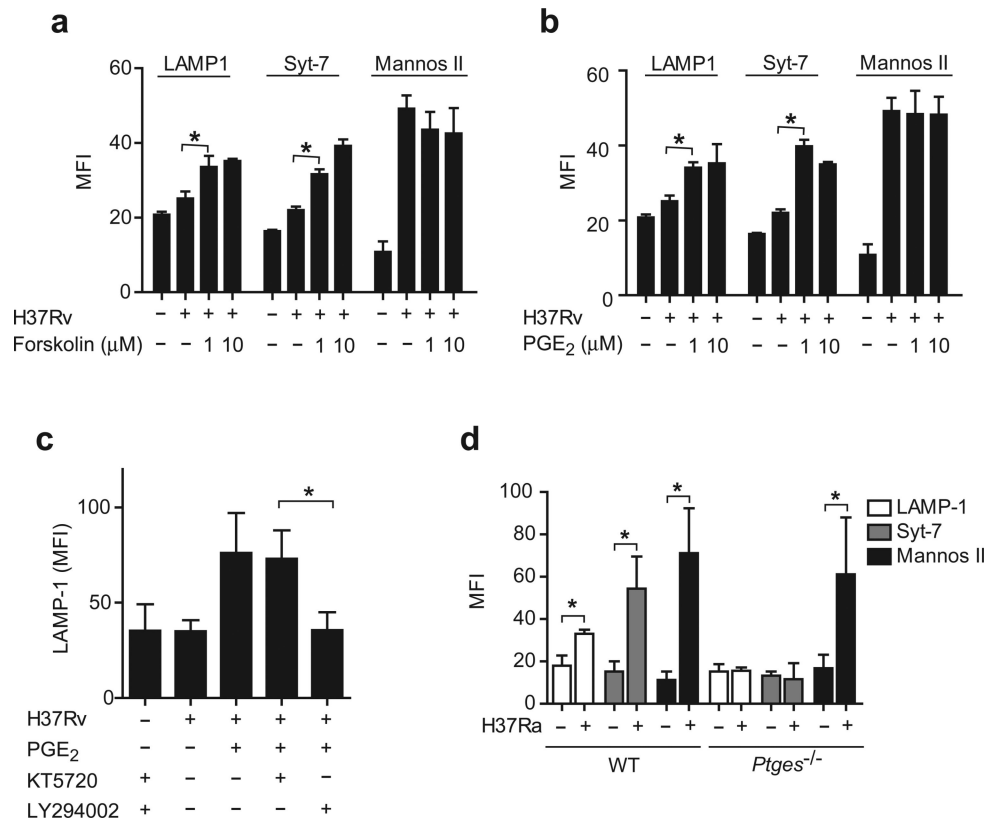 a
LAMP1 Syt-7 Mannos II
60
40
20
0
MFI
* *
H37Rv – + + + – + + + – + + +
Forskolin (μM) – – 1 10 – – 1 10 – – 1 10
b
LAMP1 Syt-7 Mannos II
60
40
20
0
MFI
* *
H37Rv – + + + – + + + – + + +
PGE2 (μM) – – 1 10 – – 1 10 – – 1 10
c
100
50
0
LAMP-1 (MFI)
*
H37Rv – + + + +
PGE2 – – + + +
KT5720 + – – + –
LY294002 + – – – +
d
100
80
60
40
20
0
MFI
* * * *
LAMP-1
Syt-7
Mannos II
H37Ra – + – + – + – + – + – +
WT Ptges-/-